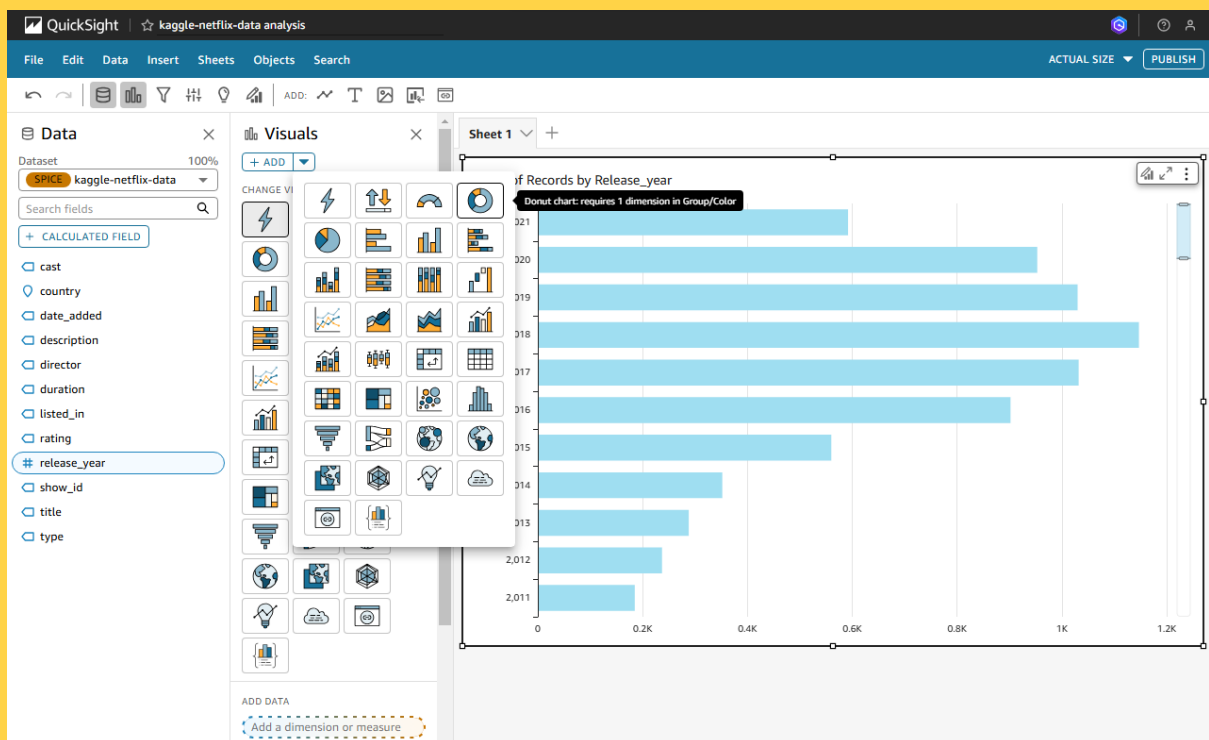 QuickSight
kaggle-netflix-data analysis
File Edit Data Insert Sheets Objects Search
ACTUAL SIZE
PUBLISH
ADD:
Data
Dataset 100%
SPICE kaggle-netflix-data
Search fields
+ CALCULATED FIELD
cast
country
date_added
description
director
duration
listed_in
rating
# release_year
show_id
title
type
Visuals
+ ADD
CHANGE VI
ADD DATA
Add a dimension or measure
Sheet 1
of Records by Release_year
Donut chart: requires 1 dimension in Group/Color
021
020
019
018
017
016
015
014
013
2,012
2,011
0 0.2K 0.4K 0.6K 0.8K 1K 1.2K